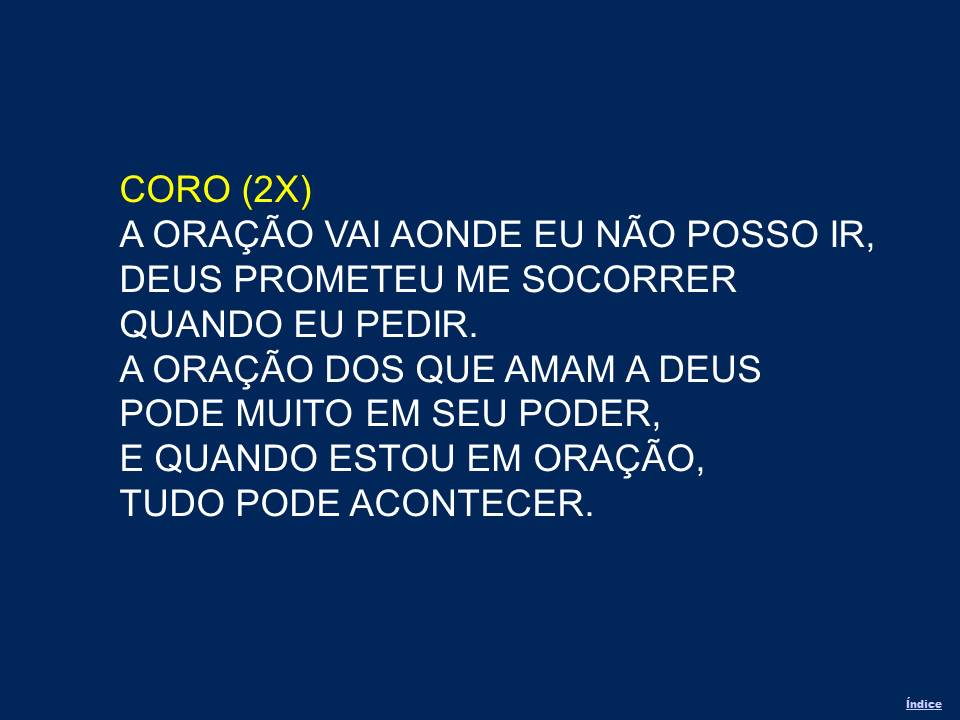 CORO (2X)
A ORAÇÃO VAI AONDE EU NÃO POSSO IR,
DEUS PROMETEU ME SOCORRER
QUANDO EU PEDIR.
A ORAÇÃO DOS QUE AMAM A DEUS
PODE MUITO EM SEU PODER,
E QUANDO ESTOU EM ORAÇÃO,
TUDO PODE ACONTECER.
Índice